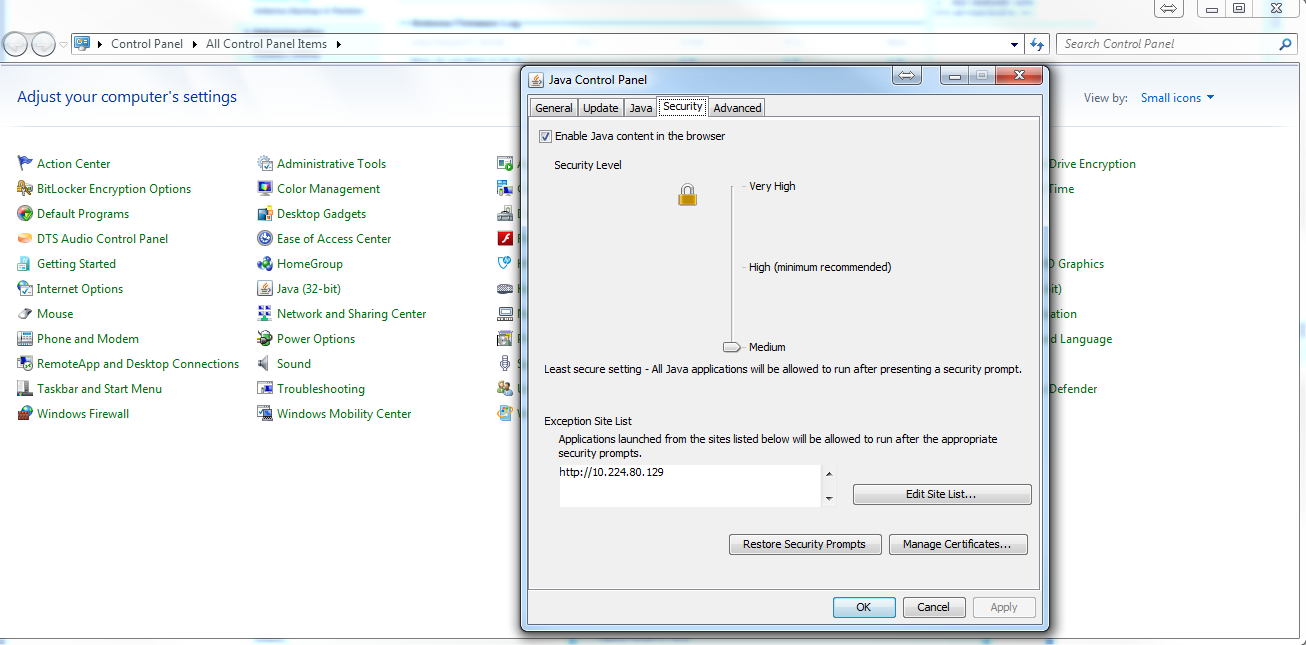 Control Panel
All Control Panel Items
Search Control Panel
Adjust your computer's settings
View by:
Small icons
Action Center
Administrative Tools
Drive Encryption
BitLocker Encryption Options
Color Management
Time
Default Programs
Desktop Gadgets
DTS Audio Control Panel
Ease of Access Center
Getting Started
HomeGroup
Graphics
Internet Options
Java (32-bit)
Mouse
Network and Sharing Center
Phone and Modem
Power Options
Language
RemoteApp and Desktop Connections
Sound
Taskbar and Start Menu
Troubleshooting
Defender
Windows Firewall
Windows Mobility Center
Java Control Panel
General
Update
Java
Security
Advanced
Enable Java content in the browser
Security Level
Very High
High (minimum recommended)
Medium
Least secure setting - All Java applications will be allowed to run after presenting a security prompt.
Exception Site List
Applications launched from the sites listed below will be allowed to run after the appropriate
security prompts.
http://10.224.80.129
Edit Site List...
Restore Security Prompts
Manage Certificates...
OK
Cancel
Apply